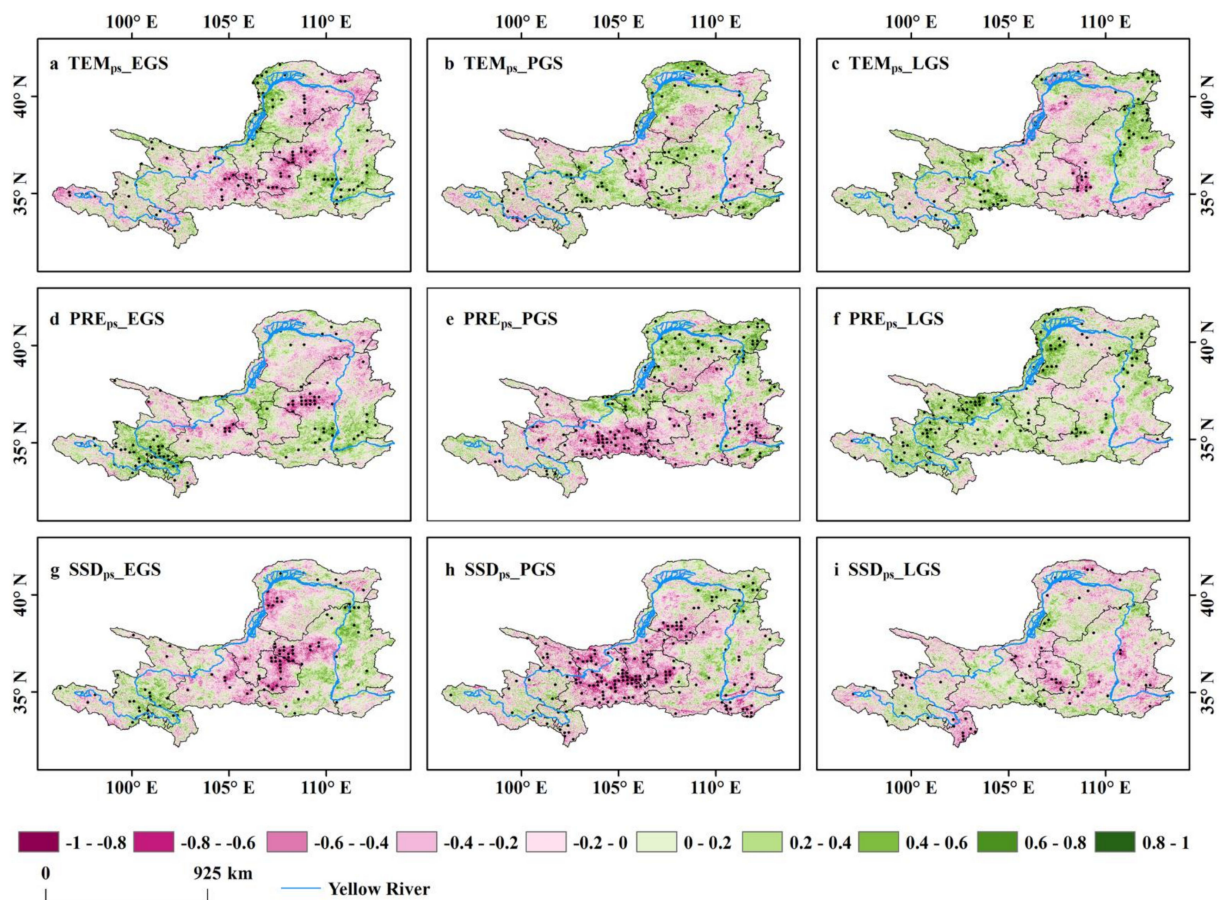 100° E 105° E 110° E 100° E 105° E 110° E 100° E 105° E 110° E
a TEMps_EGS b TEMps_PGS c TEMps_LGS
40° N 40° N
35° N 35° N
d PREps_EGS e PREps_PGS f PREps_LGS
40° N 40° N
35° N 35° N
g SSDps_EGS h SSDps_PGS i SSDps_LGS
40° N 40° N
35° N 35° N
100° E 105° E 110° E 100° E 105° E 110° E 100° E 105° E 110° E
-1 - -0.8 -0.8 - -0.6 -0.6 - -0.4 -0.4 - -0.2 -0.2 - 0 0 - 0.2 0.2 - 0.4 0.4 - 0.6 0.6 - 0.8 0.8 - 1
0 925 km
Yellow River